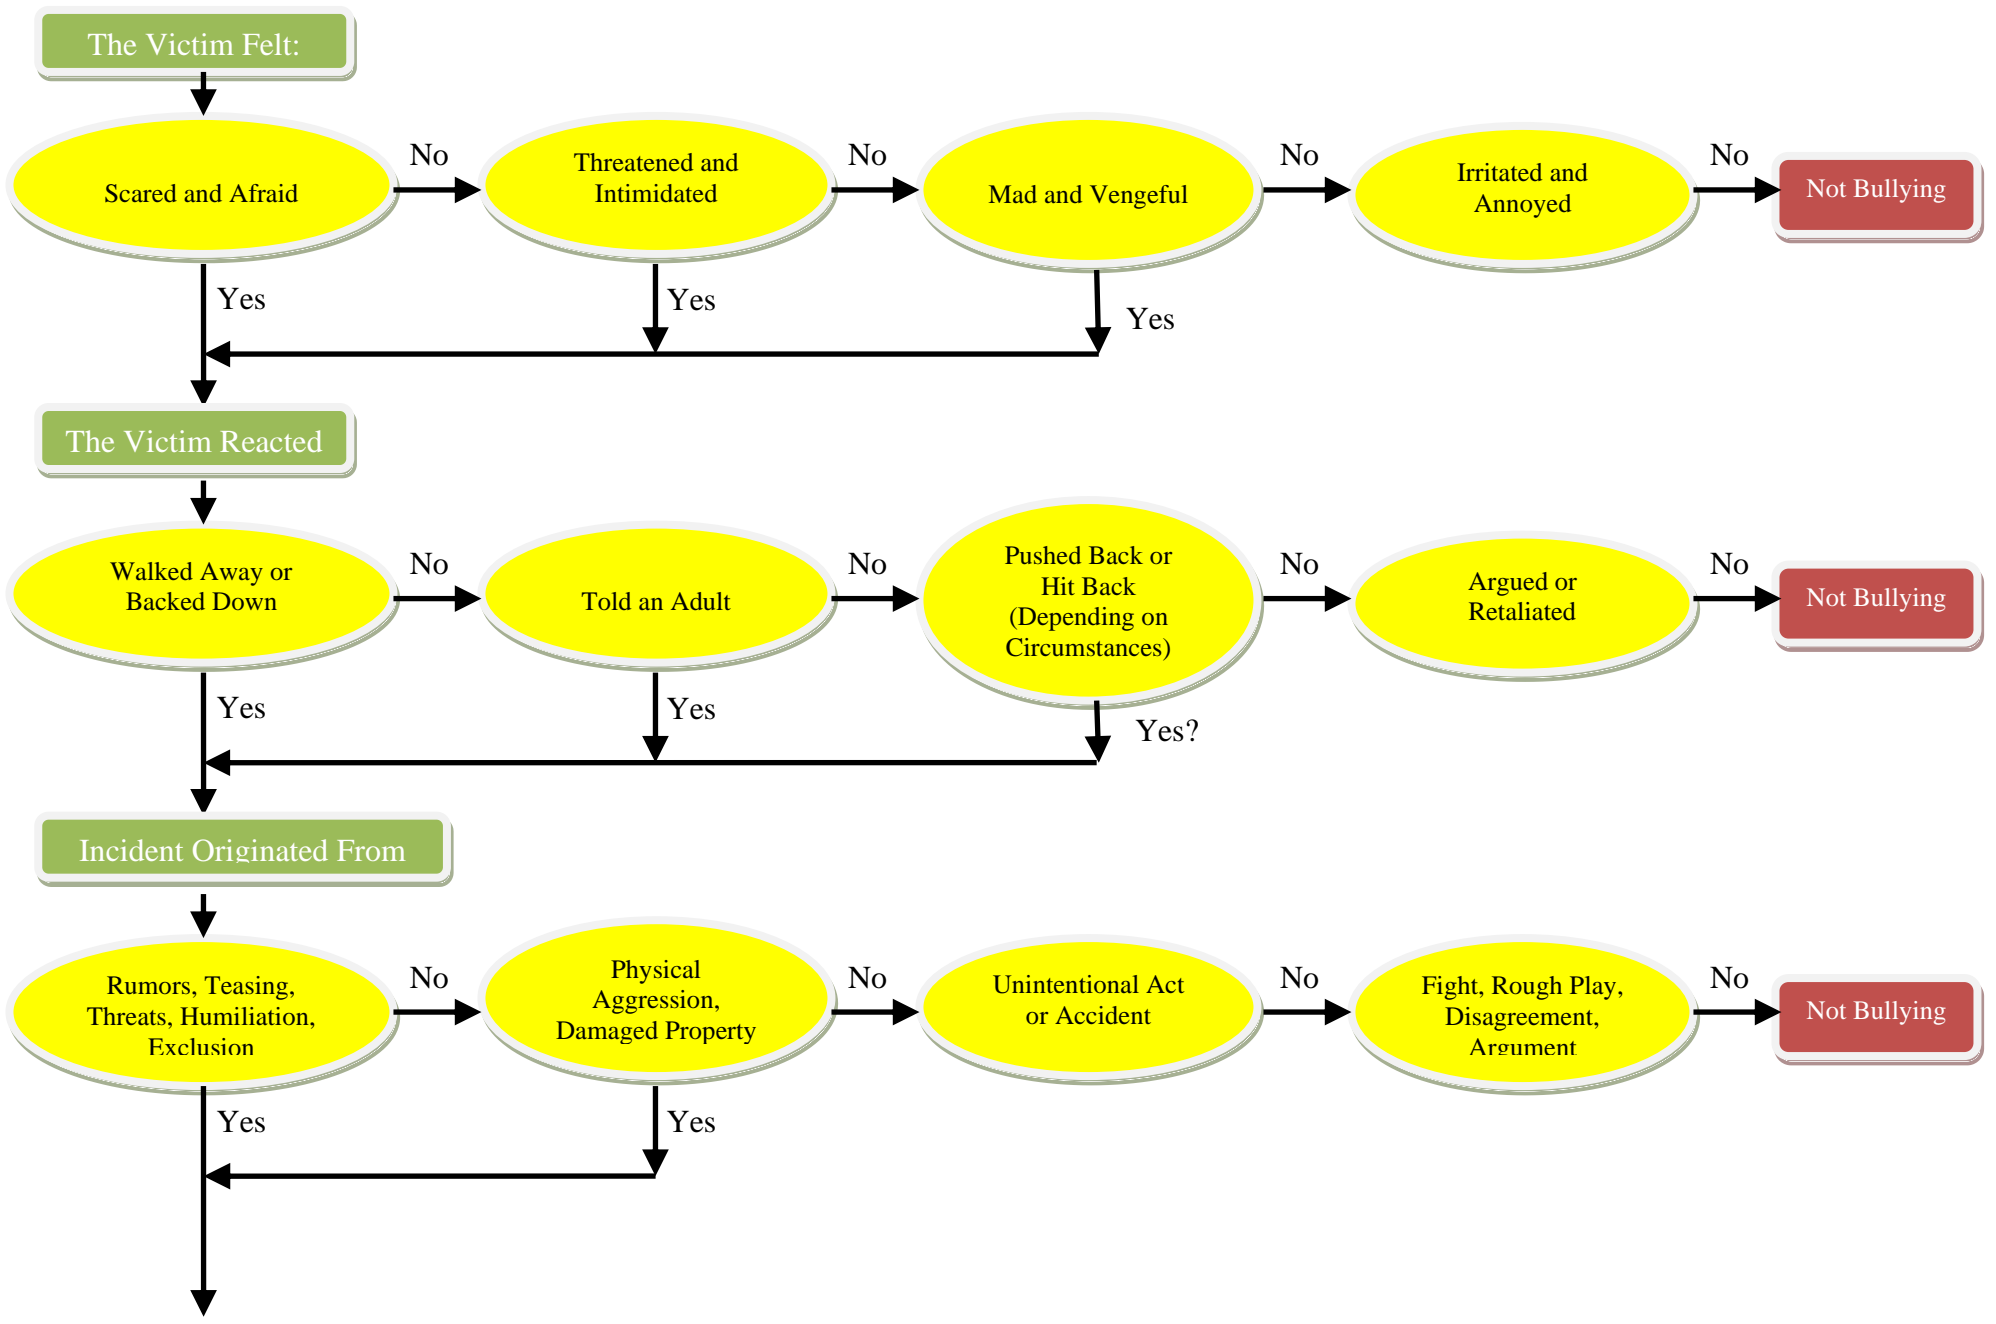 The Victim Felt:
Scared and Afraid
No
Threatened and
Intimidated
No
Mad and Vengeful
No
Irritated and
Annoyed
No
Not Bullying
Yes
Yes
Yes
The Victim Reacted
Walked Away or
Backed Down
No
Told an Adult
No
Pushed Back or
Hit Back
(Depending on
Circumstances)
No
Argued or
Retaliated
No
Not Bullying
Yes
Yes
Yes?
Incident Originated From
Rumors, Teasing,
Threats, Humiliation,
Exclusion
No
Physical
Aggression,
Damaged Property
No
Unintentional Act
or Accident
No
Fight, Rough Play,
Disagreement,
Argument
No
Not Bullying
Yes
Yes